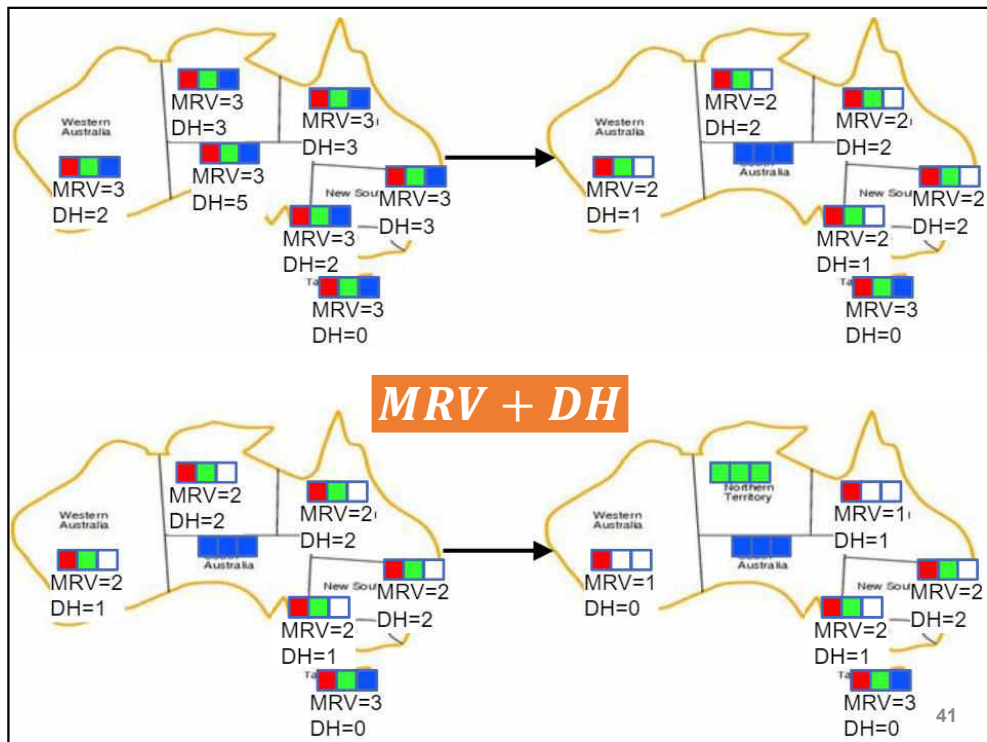 MRV=3
DH=3
Western
Australia
MRV=3
DH=3
MRV=3
DH=2
MRV=3
DH=5
New Sou
MRV=3
DH=3
MRV=3
DH=2
Ta
MRV=3
DH=0
MRV=2
DH=2
Western
Australia
MRV=2
DH=2
MRV=2
DH=1
Australia
New Sou
MRV=2
DH=2
MRV=2
DH=1
Ta
MRV=3
DH=0
MRV + DH
MRV=2
DH=2
Western
Australia
MRV=2
DH=2
MRV=2
DH=1
Australia
New Sou
MRV=2
DH=2
MRV=2
DH=1
Ta
MRV=3
DH=0
Northern
Territory
Western
Australia
MRV=1
DH=1
MRV=1
DH=0
Australia
New Sou
MRV=2
DH=2
MRV=2
DH=1
Ta
MRV=3
DH=0
41